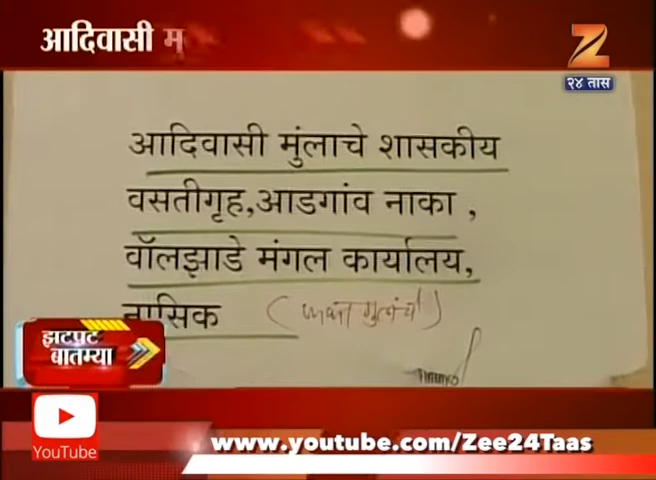 आदिवासी मु
Z
२४ तास
आदिवासी मुंलाचे शासकीय
वसतीगृह,आडगांव नाका ,
वॉलझाडे मंगल कार्यालय,
नासिक
झटपट
बातम्या
YouTube
www.youtube.com/Zee24Taas